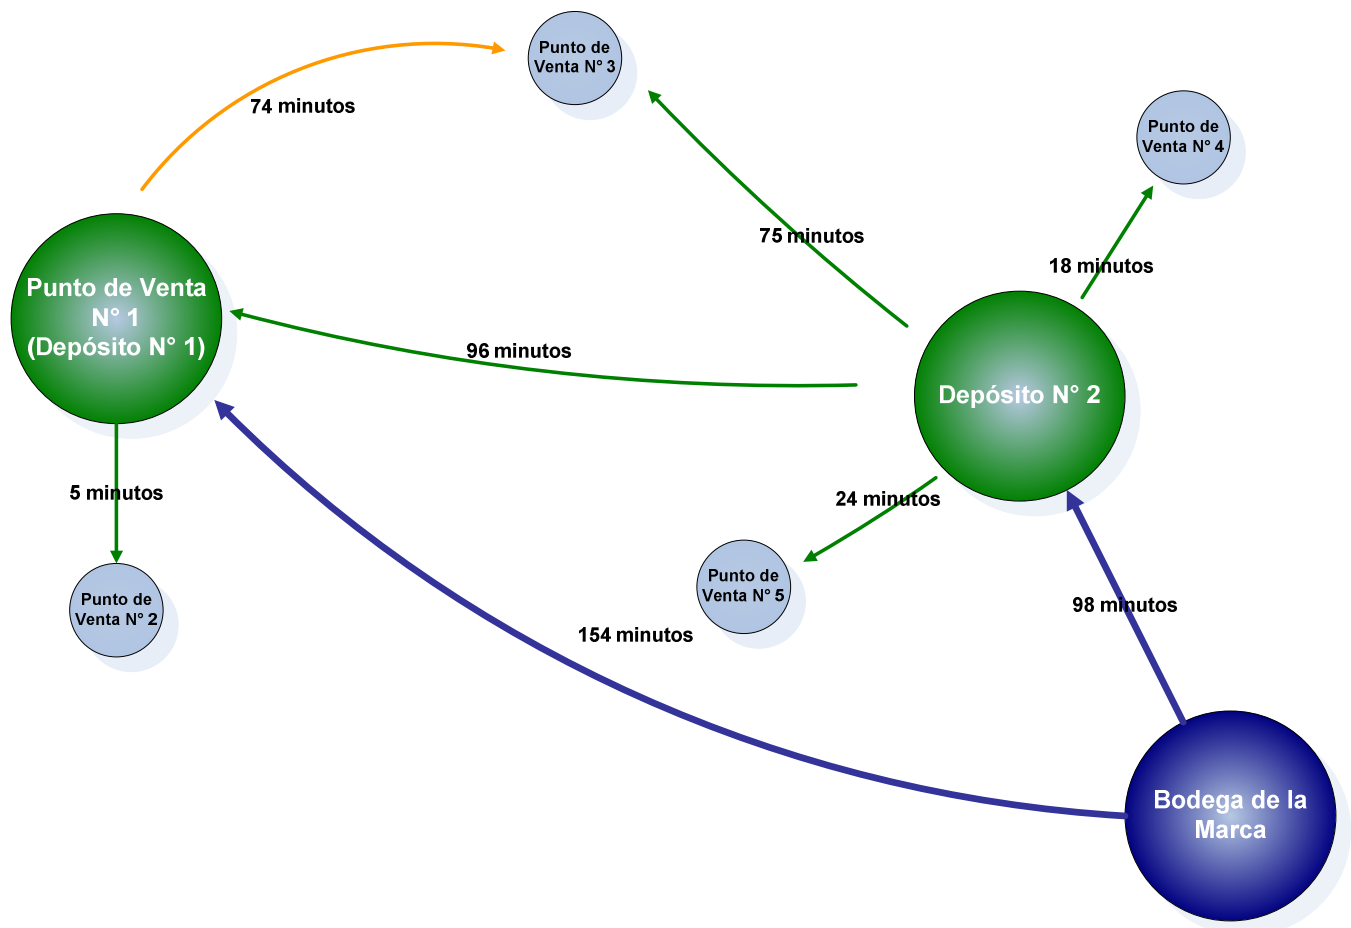 Punto de
Venta N° 3
74 minutos
Punto de
Venta N° 4
75 minutos
18 minutos
Punto de Venta
N° 1
(Depósito N° 1)
96 minutos
Depósito N° 2
5 minutos
24 minutos
Punto de
Venta N° 5
Punto de
Venta N° 2
98 minutos
154 minutos
Bodega de la
Marca